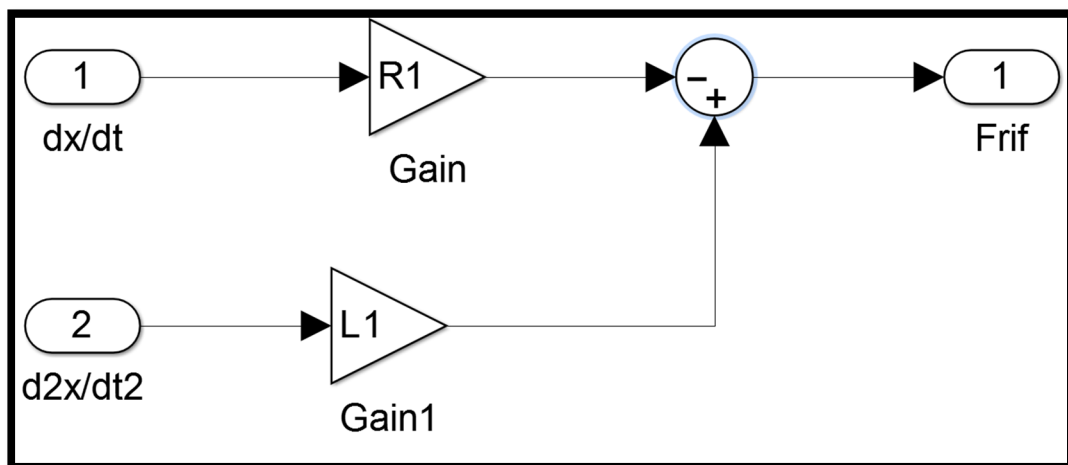 1
dx/dt
R1
Gain
−
+
1
Frif
2
d2x/dt2
L1
Gain1